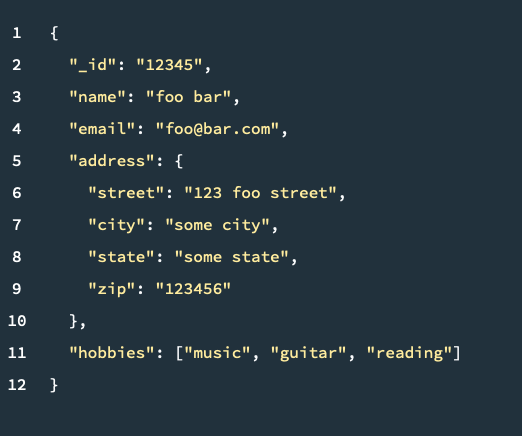 1 {
2 "_id": "12345",
3 "name": "foo bar",
4 "email": "foo@bar.com",
5 "address": {
6 "street": "123 foo street",
7 "city": "some city",
8 "state": "some state",
9 "zip": "123456"
10 },
11 "hobbies": ["music", "guitar", "reading"]
12 }